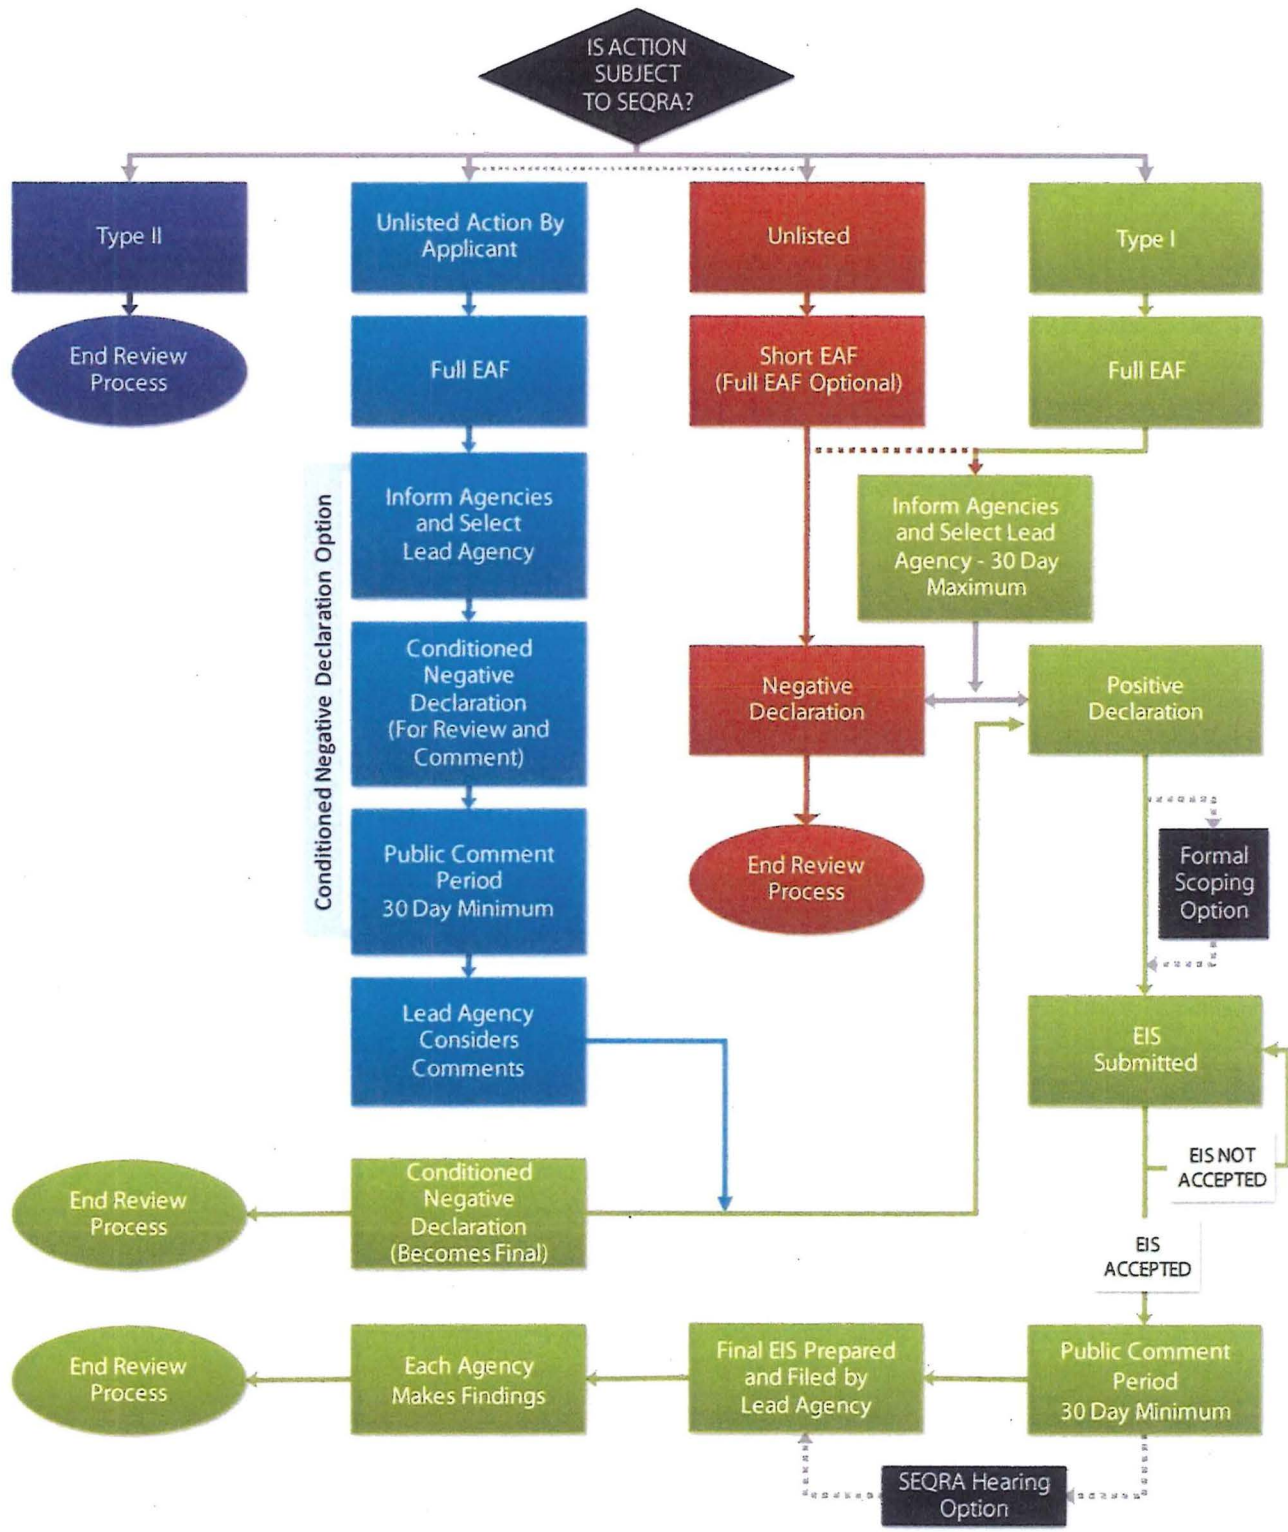 IS ACTION
SUBJECT
TO SEQRA?
Type II
Unlisted Action By
Applicant
Unlisted
Type I
End Review
Process
Full EAF
Short EAF
(Full EAF Optional)
Full EAF
Conditioned Negative Declaration Option
Inform Agencies
and Select
Lead Agency
Inform Agencies
and Select Lead
Agency - 30 Day
Maximum
Conditioned
Negative
Declaration
(For Review and
Comment)
Negative
Declaration
Positive
Declaration
Public Comment
Period
30 Day Minimum
End Review
Process
Formal
Scoping
Option
Lead Agency
Considers
Comments
EIS
Submitted
EIS NOT
ACCEPTED
End Review
Process
Conditioned
Negative
Declaration
(Becomes Final)
EIS
ACCEPTED
End Review
Process
Each Agency
Makes Findings
Final EIS Prepared
and Filed by
Lead Agency
Public Comment
Period
30 Day Minimum
SEQRA Hearing
Option